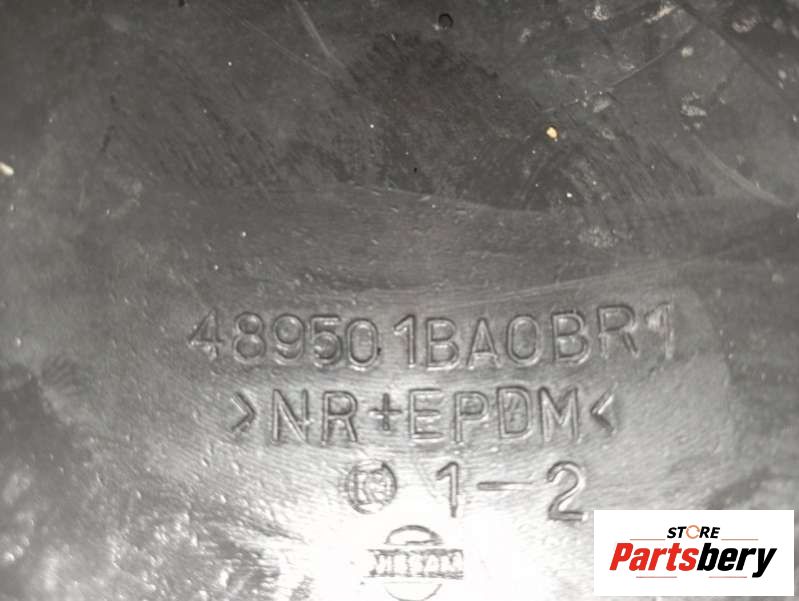 489501BA0BR1
>NR+EPDM<
1-2
NISSAN
STORE
Partsbery